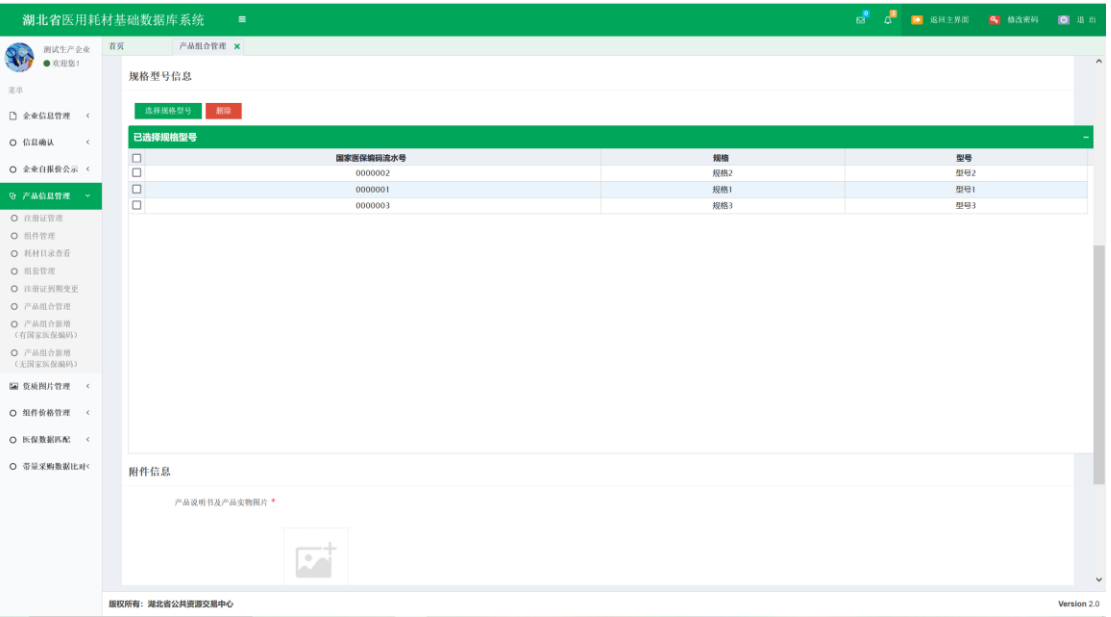 湖北省医用耗材基础数据库系统
0
3
返回主界面
修改密码
退 出
测试生产企业
欢迎您!
首页
产品组合管理
菜单
企业信息管理
信息确认
企业自报价公示
产品信息管理
注册证管理
组件管理
耗材目录查看
组套管理
注册证到期变更
产品组合管理
产品组合新增
(有国家医保编码)
产品组合新增
(无国家医保编码)
资质图片管理
组件价格管理
医保数据匹配
带量采购数据比对
规格型号信息
选择规格型号
删除
已选择规格型号
国家医保编码流水号 规格 型号
0000002 规格2 型号2
0000001 规格1 型号1
0000003 规格3 型号3
附件信息
产品说明书及产品实物图片 *
版权所有: 湖北省公共资源交易中心
Version 2.0